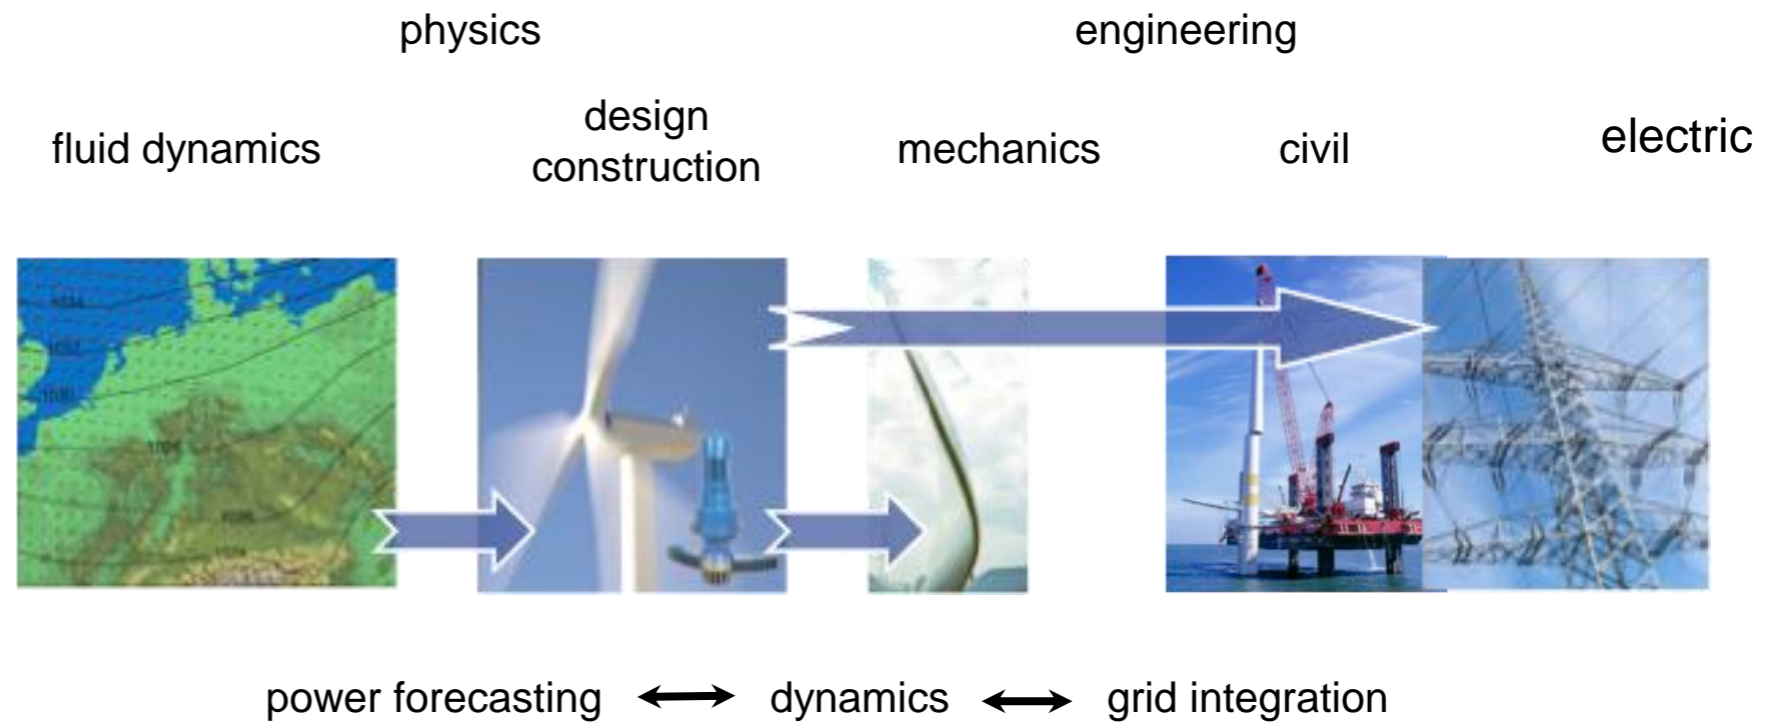 physics
engineering
fluid dynamics
design
construction
mechanics
civil
electric
power forecasting
dynamics
grid integration